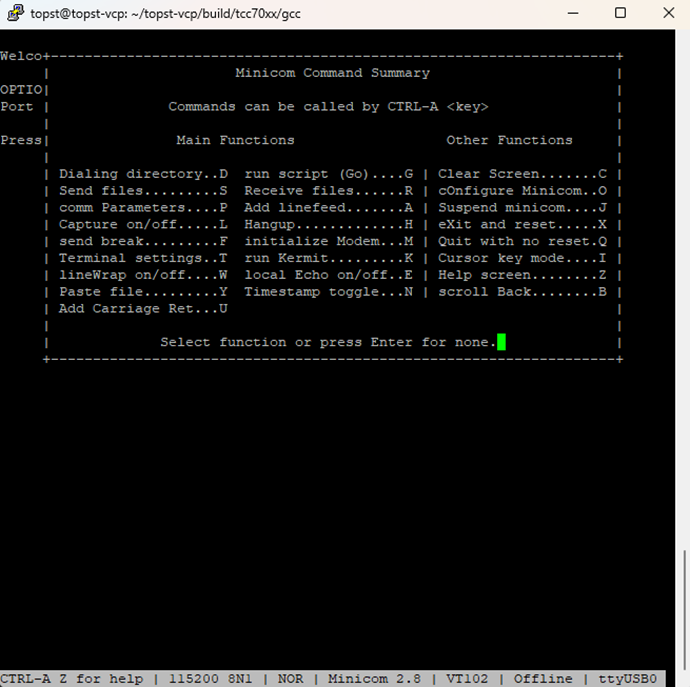 topst@topst-vcp: ~/topst-vcp/build/tcc70xx/gcc
Welco+-------------------------------------------------------------------+
|                      Minicom Command Summary                      |
OPTIO|                                                                   |
Port |              Commands can be called by CTRL-A <key>               |
|                                                                   |
Press|               Main Functions                  Other Functions     |
|                                                                   |
| Dialing directory..D  run script (Go)....G | Clear Screen.......C |
| Send files.........S  Receive files......R | cOnfigure Minicom..O |
| comm Parameters....P  Add linefeed.......A | Suspend minicom....J |
| Capture on/off.....L  Hangup.............H | eXit and reset.....X |
| send break.........F  initialize Modem...M | Quit with no reset.Q |
| Terminal settings..T  run Kermit.........K | Cursor key mode....I |
| lineWrap on/off....W  local Echo on/off..E | Help screen........Z |
| Paste file.........Y  Timestamp toggle...N | scroll Back........B |
| Add Carriage Ret...U                                              |
|                                                                   |
|             Select function or press Enter for none.              |
+-------------------------------------------------------------------+
CTRL-A Z for help | 115200 8N1 | NOR | Minicom 2.8 | VT102 | Offline | ttyUSB0